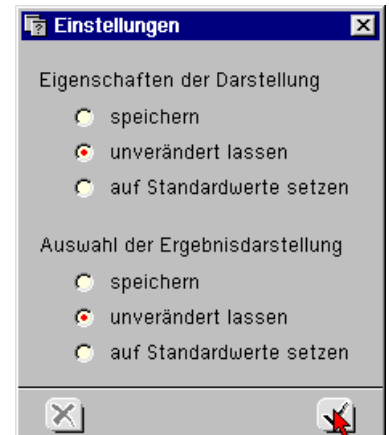 Einstellungen
Eigenschaften der Darstellung
speichern
unverändert lassen
auf Standardwerte setzen
Auswahl der Ergebnisdarstellung
speichern
unverändert lassen
auf Standardwerte setzen